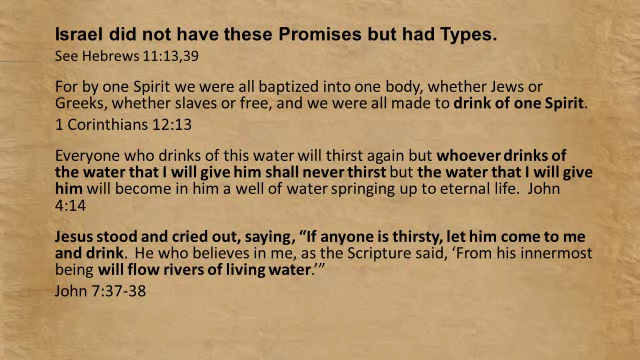 Israel did not have these Promises but had Types.
See Hebrews 11:13,39
For by one Spirit we were all baptized into one body, whether Jews or
Greeks, whether slaves or free, and we were all made to drink of one Spirit.
1 Corinthians 12:13
Everyone who drinks of this water will thirst again but whoever drinks of
the water that I will give him shall never thirst but the water that I will give
him will become in him a well of water springing up to eternal life.  John
4:14
Jesus stood and cried out, saying, “If anyone is thirsty, let him come to me
and drink.  He who believes in me, as the Scripture said, ‘From his innermost
being will flow rivers of living water.’”
John 7:37-38